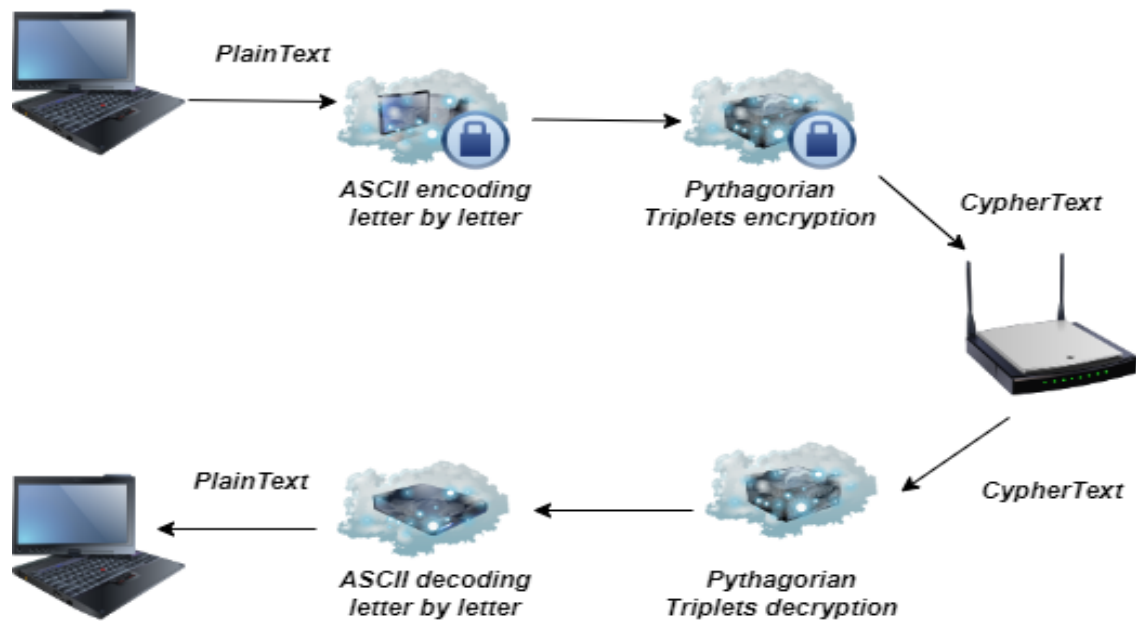 PlainText
ASCII encoding
letter by letter
Pythagorian
Triplets encryption
CypherText
CypherText
Pythagorian
Triplets decryption
ASCII decoding
letter by letter
PlainText